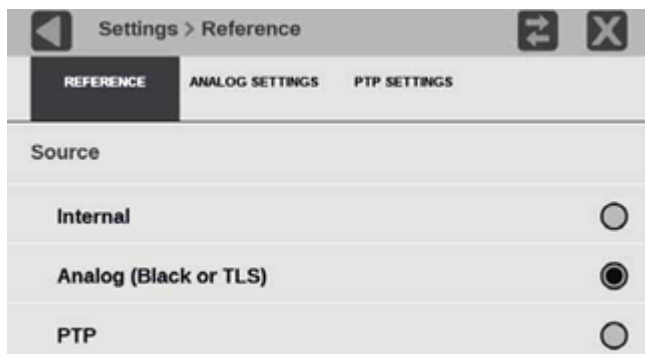 Settings > Reference
REFERENCE ANALOG SETTINGS PTP SETTINGS
Source
Internal
Analog (Black or TLS)
PTP